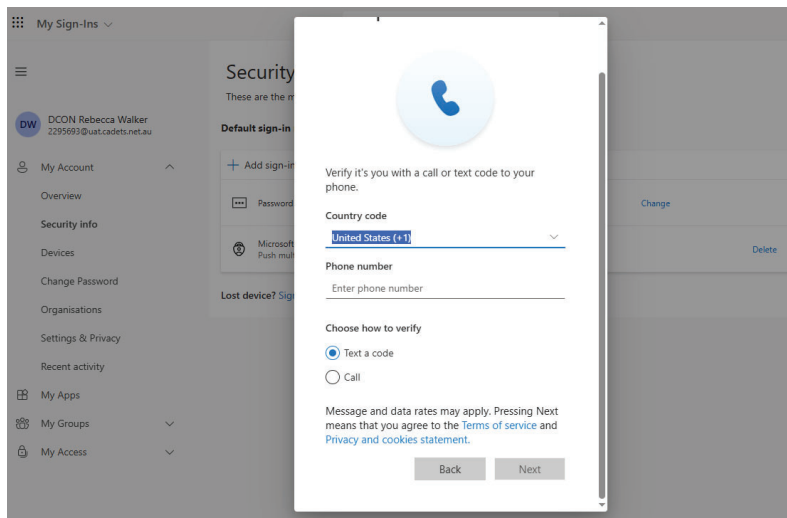 My Sign-Ins
DW
DCON Rebecca Walker
2295693@uat.cadets.net.au
My Account
Overview
Security info
Devices
Change Password
Organisations
Settings & Privacy
Recent activity
My Apps
My Groups
My Access
Security
These are the m
Default sign-in
+ Add sign-in
Password
Change
Microsoft
Push mul
Delete
Lost device? Sig
Verify it's you with a call or text code to your
phone.
Country code
United States (+1)
Phone number
Enter phone number
Choose how to verify
Text a code
Call
Message and data rates may apply. Pressing Next
means that you agree to the Terms of service and
Privacy and cookies statement.
Back
Next